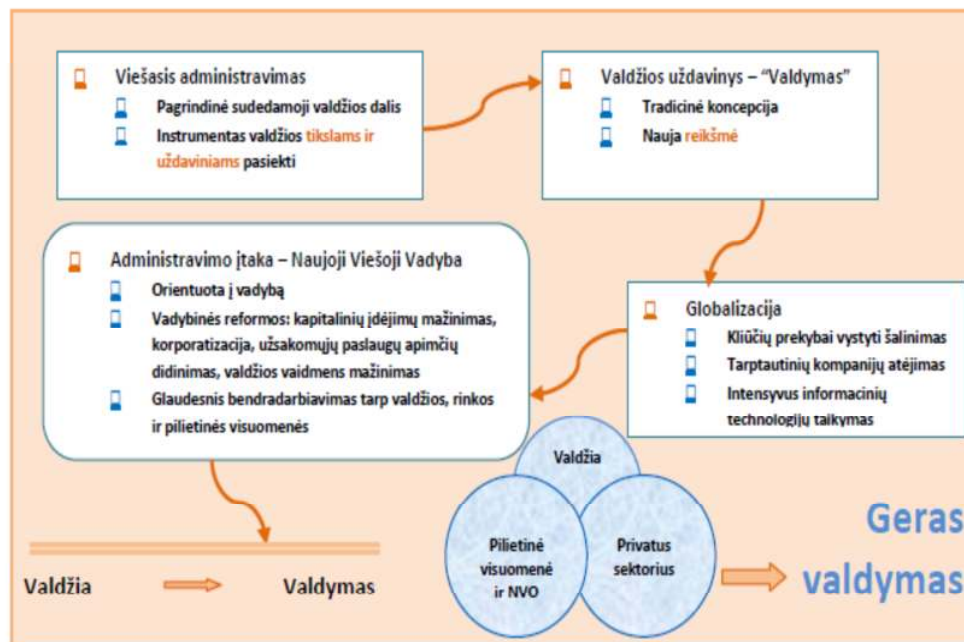 Viešasis administravimas
Pagrindinė sudedamoji valdžios dalis
Instrumentas valdžios tikslams ir
uždaviniams pasiekti
Valdžios uždavinys – “Valdymas”
Tradicinė koncepcija
Nauja reikšmė
Administravimo įtaka – Naujoji Viešoji Vadyba
Orientuota į vadybą
Vadybinės reformos: kapitalinių įdėjimų mažinimas,
korporatizacija, užsakomųjų paslaugų apimčių
didinimas, valdžios vaidmens mažinimas
Glaudesnis bendradarbiavimas tarp valdžios, rinkos
ir pilietinės visuomenės
Globalizacija
Kliūčių prekybai vystyti šalinimas
Tarptautinių kompanijų atėjimas
Intensyvus informacinių
technologijų taikymas
Valdžia
Pilietinė
visuomenė
ir NVO
Privatus
sektorius
Valdžia
Valdymas
Geras
valdymas